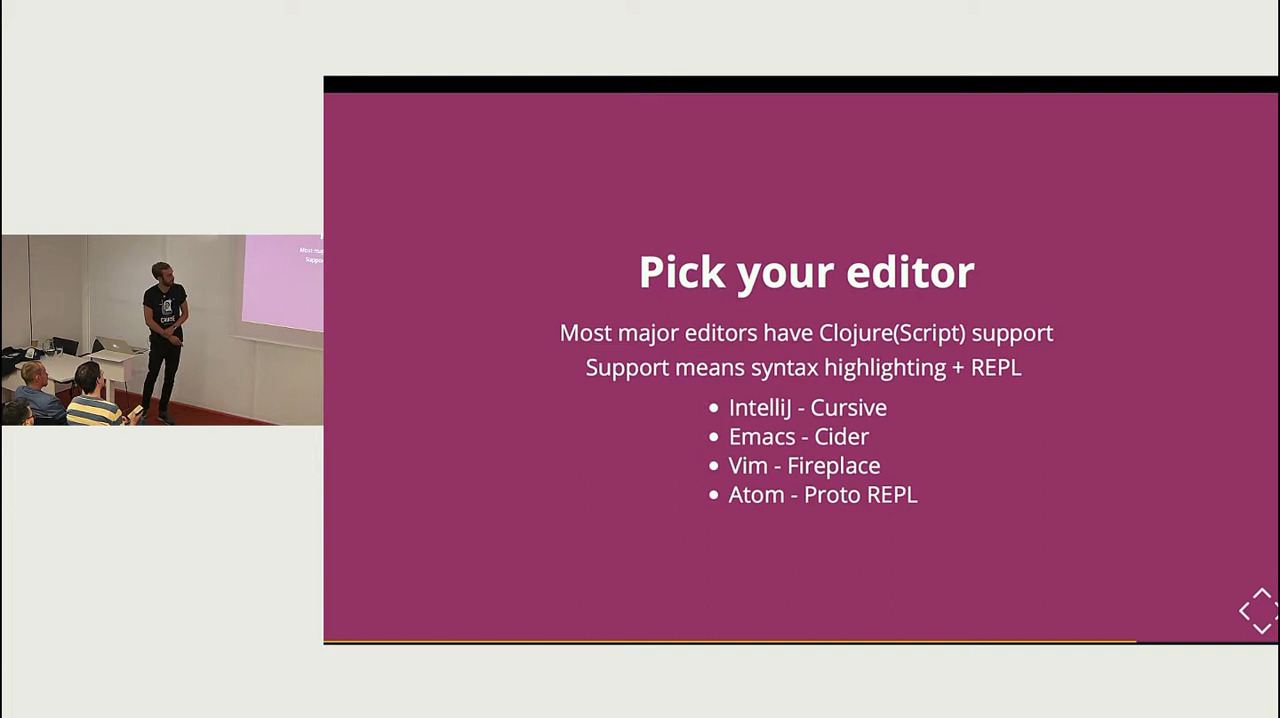 Pick your editor
Most major editors have Clojure(Script) support
Support means syntax highlighting + REPL
IntelliJ - Cursive
Emacs - Cider
Vim - Fireplace
Atom - Proto REPL